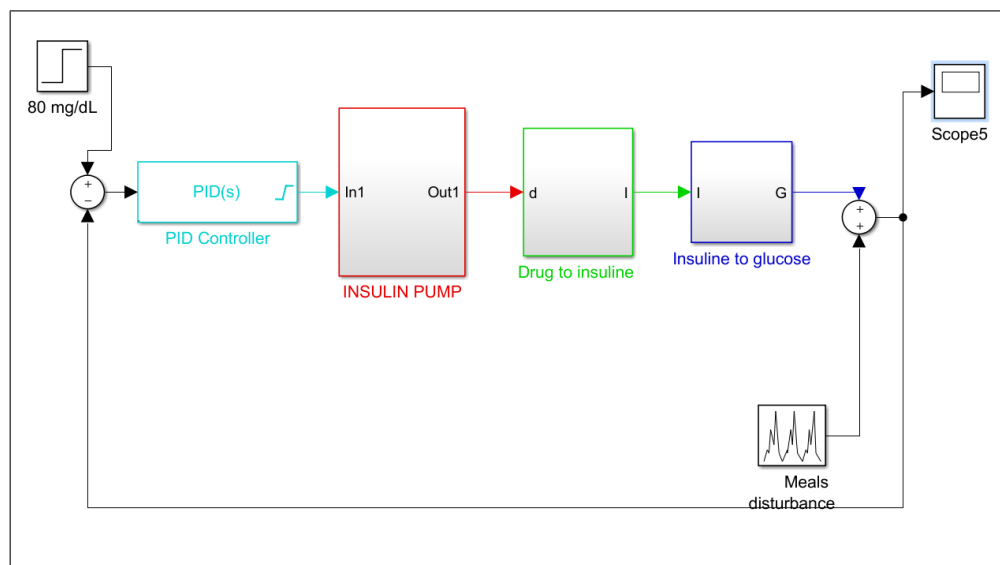 80 mg/dL
+
−
PID(s)
PID Controller
In1
Out1
INSULIN PUMP
d
I
Drug to insuline
I
G
Insuline to glucose
+
+
Scope5
Meals
disturbance